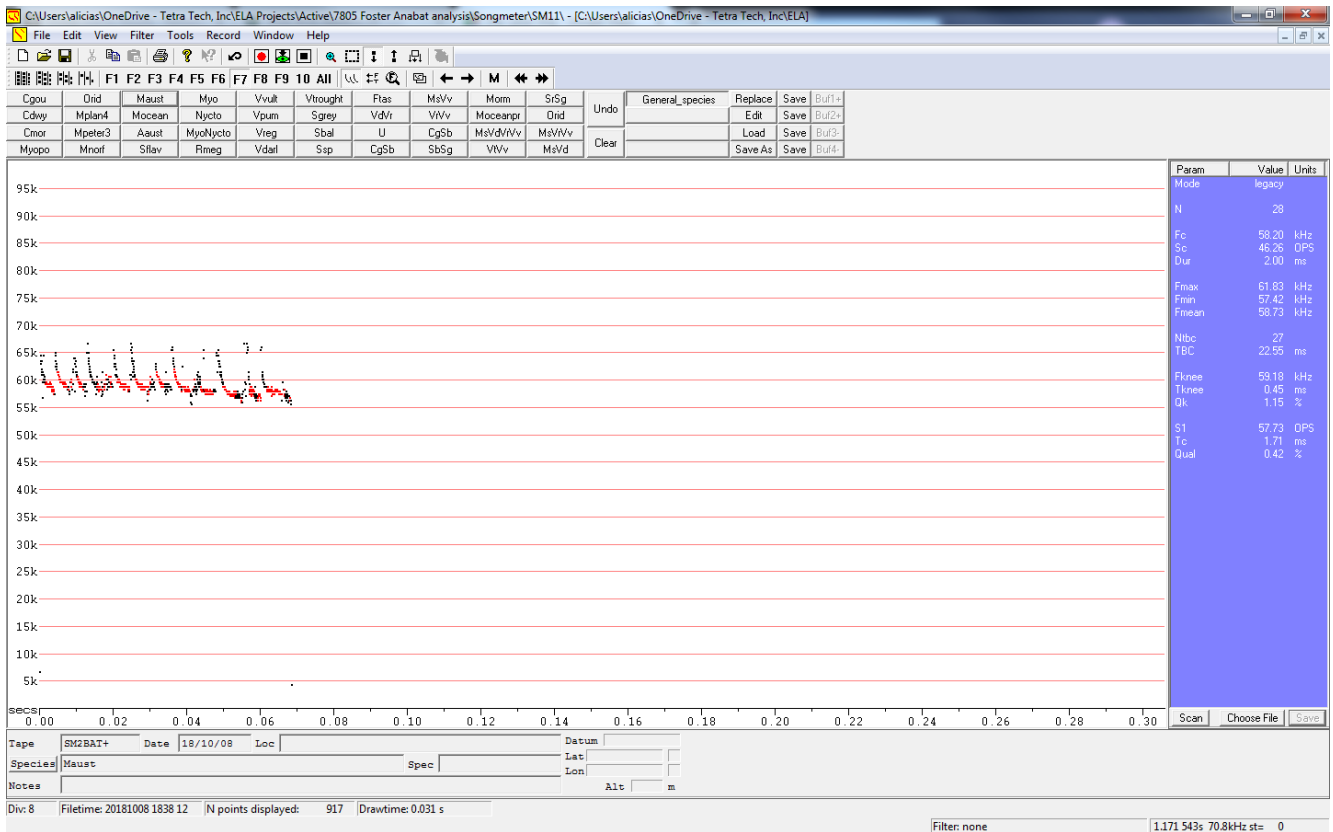 C:\Users\alicias\OneDrive - Tetra Tech, Inc\ELA Projects\Active\7805 Foster Anabat analysis\Songmeter\SM11\ - [C:\Users\alicias\OneDrive - Tetra Tech, Inc\ELA]
File Edit View Filter Tools Record Window Help
F1 F2 F3 F4 F5 F6 F7 F8 F9 10 All M
Cgou Orid Maust Myo Vvult Vtrought Ftas MsVv Morm SrSg Undo General_species Replace Save Buf1+
Cdwy Mplan4 Mocean Nycto Vpum Sgrey VdVr VrVv Moceanpr Orid Edit Save Buf2+
Cmor Mpeter3 Aaust MyoNycto Vreg Sbal U CgSb MsVdVrVv MsVrVv Clear Load Save Buf3-
Myopo Mnorf Sflav Rmeg Vdarl Ssp CgSb SbSg VtVv MsVd Save As Save Buf4-
Param Value Units
Mode legacy
N 28
Fc 58.20 kHz
Sc 46.26 OPS
Dur 2.00 ms
Fmax 61.83 kHz
Fmin 57.42 kHz
Fmean 58.73 kHz
Ntbc 27
TBC 22.55 ms
Fknee 59.18 kHz
Tknee 0.45 ms
Qk 1.15 %
S1 57.73 OPS
Tc 1.71 ms
Qual 0.42 %
95k
90k
85k
80k
75k
70k
65k
60k
55k
50k
45k
40k
35k
30k
25k
20k
15k
10k
5k
secs
0.00 0.02 0.04 0.06 0.08 0.10 0.12 0.14 0.16 0.18 0.20 0.22 0.24 0.26 0.28 0.30
Scan Choose File Save
Tape SM2BAT+ Date 18/10/08 Loc Datum
Species Maust Spec Lat
Lon
Notes Alt m
Div: 8 Filetime: 20181008 1838 12 N points displayed: 917 Drawtime: 0.031 s
Filter: none 1.171 543s 70.8kHz st= 0